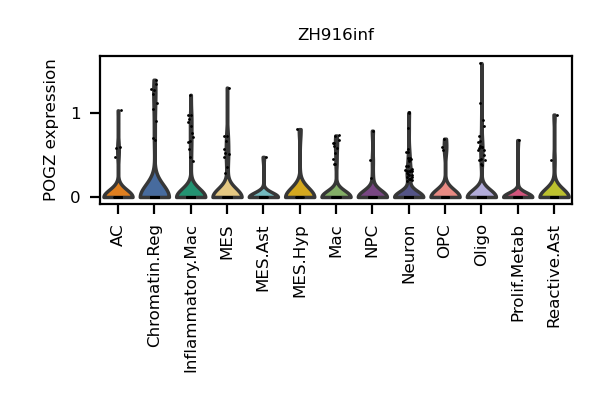 ZH916inf
POGZ expression
1
0
AC
Chromatin.Reg
Inflammatory.Mac
MES
MES.Ast
MES.Hyp
Mac
NPC
Neuron
OPC
Oligo
Prolif.Metab
Reactive.Ast